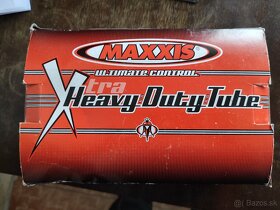 MAXXIS®
ULTIMATE CONTROL
Xtra
Heavy Duty Tube
Bazos.sk